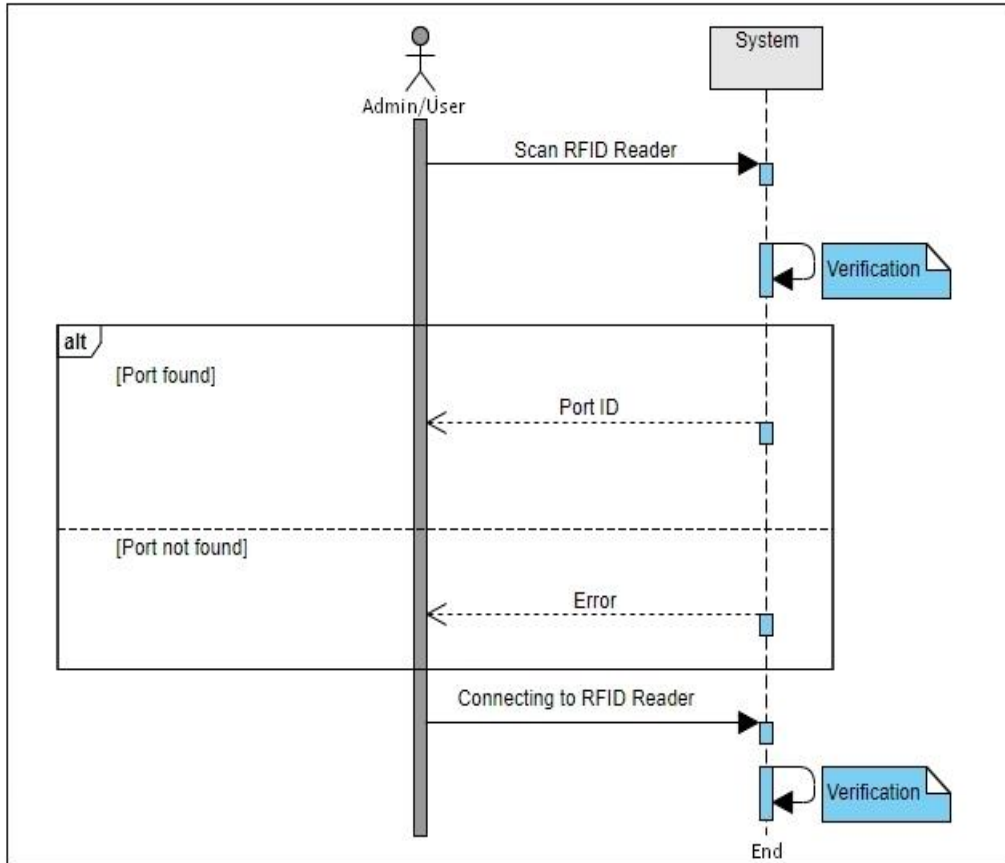 System
Admin/User
Scan RFID Reader
Verification
alt
[Port found]
Port ID
[Port not found]
Error
Connecting to RFID Reader
Verification
End